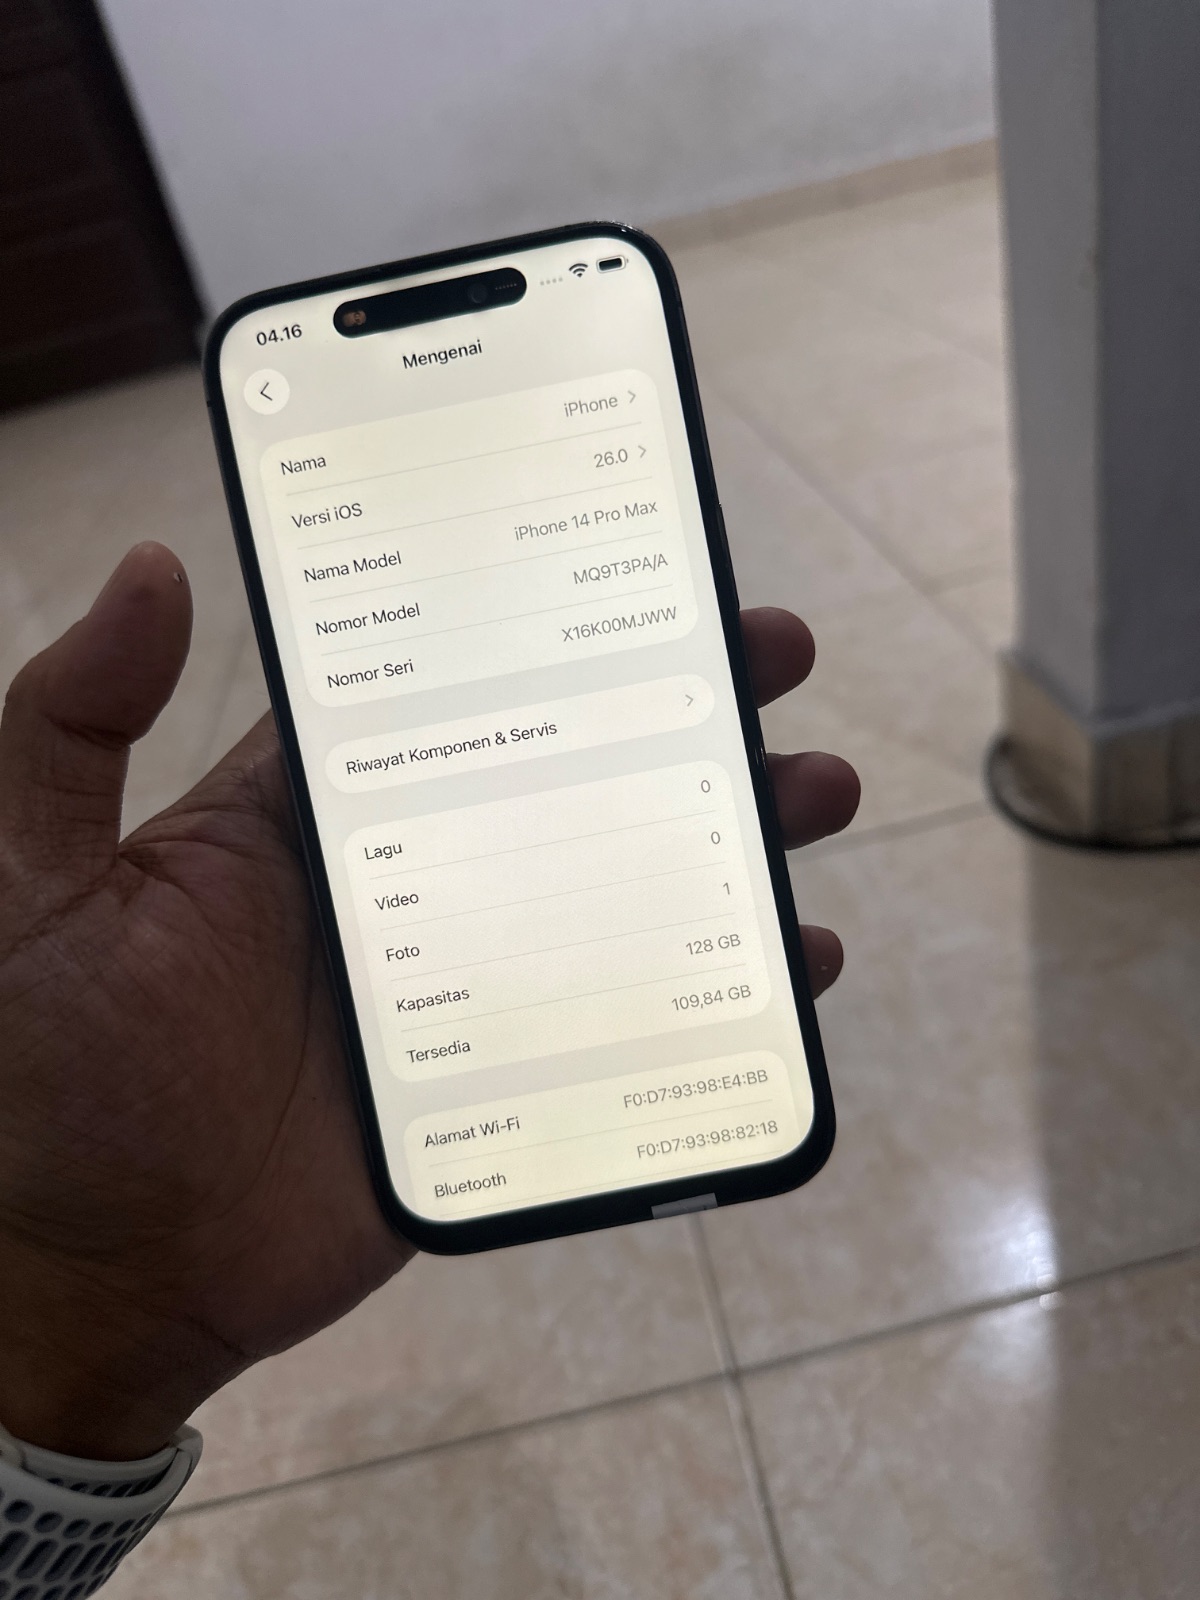 04.16
Mengenai
Nama iPhone
Versi iOS 26.0
Nama Model iPhone 14 Pro Max
Nomor Model MQ9T3PA/A
Nomor Seri X16K00MJWW
Riwayat Komponen & Servis
Lagu 0
Video 0
Foto 1
Kapasitas 128 GB
Tersedia 109,84 GB
Alamat Wi-Fi F0:D7:93:98:E4:BB
Bluetooth F0:D7:93:98:82:18